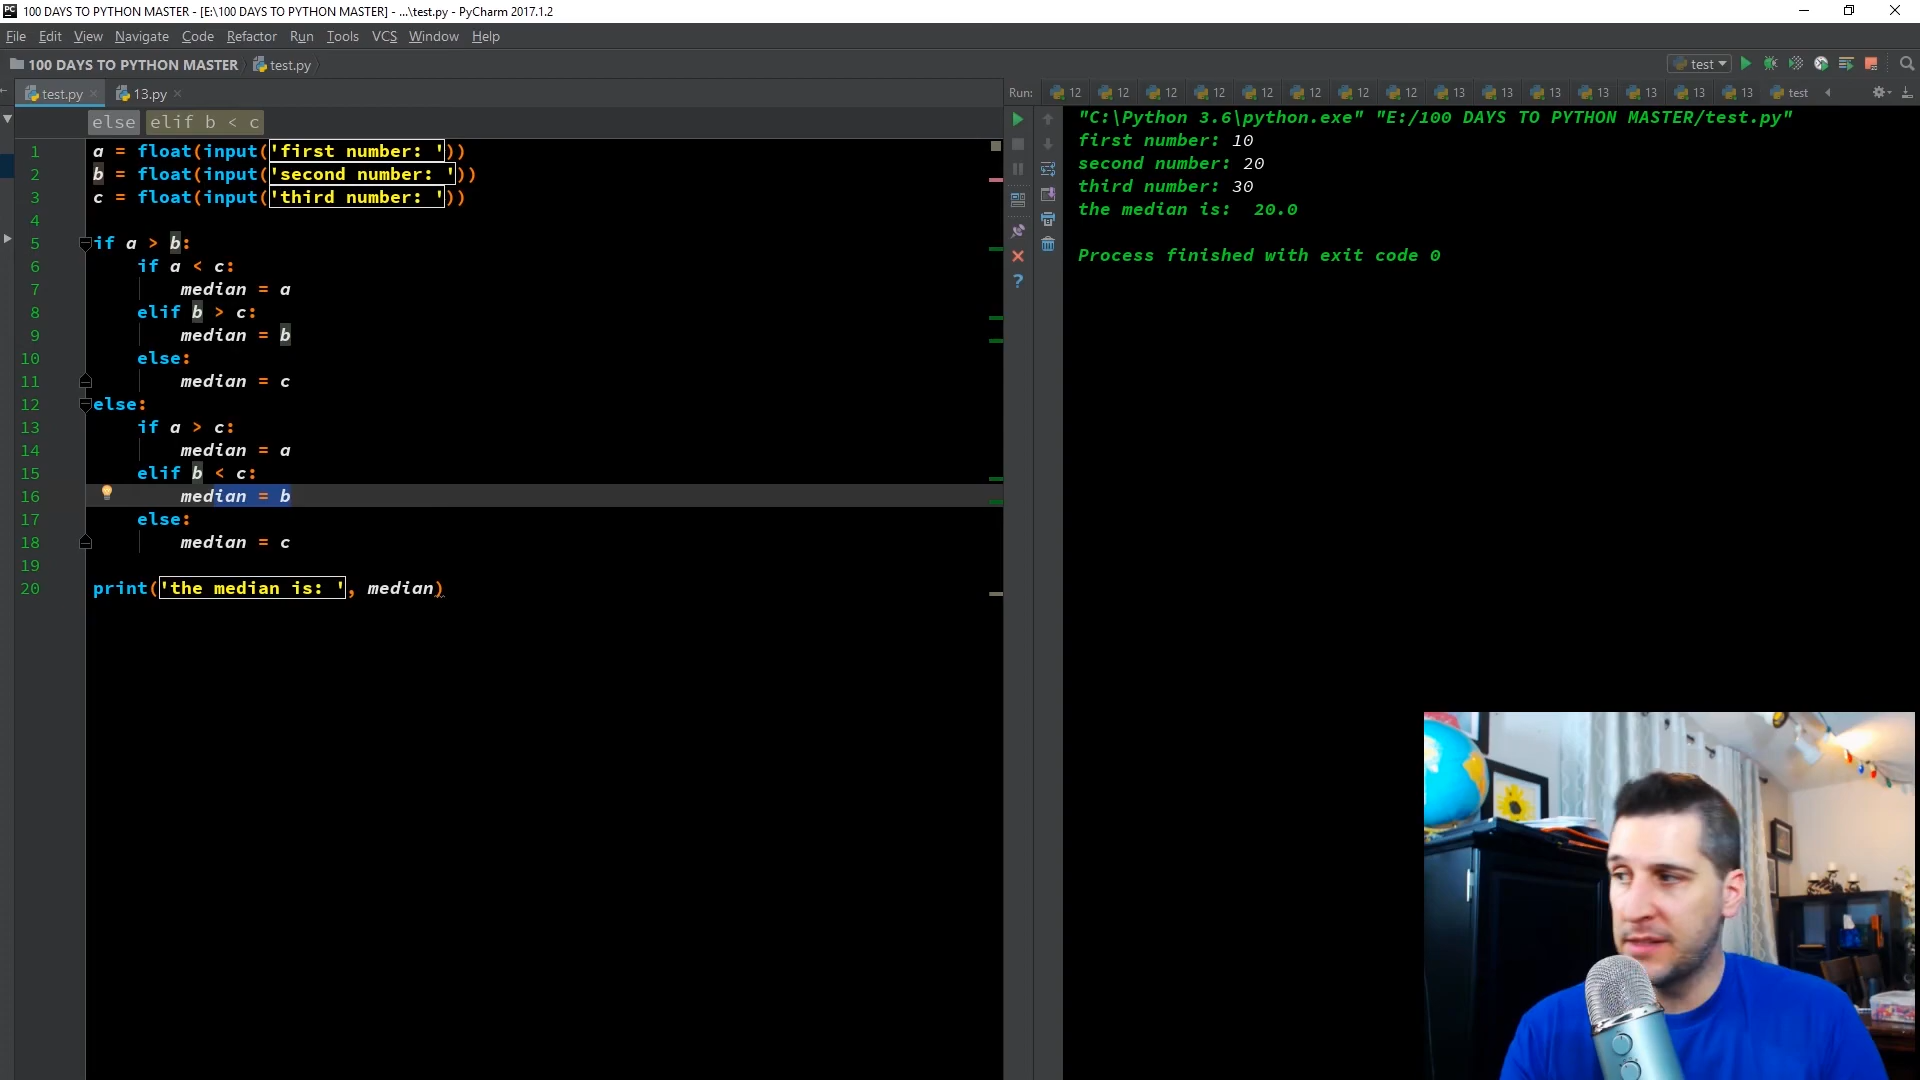 100 DAYS TO PYTHON MASTER - [E:\100 DAYS TO PYTHON MASTER] - ...\test.py - PyCharm 2017.1.2
File Edit View Navigate Code Refactor Run Tools VCS Window Help
100 DAYS TO PYTHON MASTER test.py test
test.py 13.py
Run: 12 12 12 12 12 12 12 12 13 13 13 13 13 13 13 test
else elif b < c
1 a = float(input('first number: '))
2 b = float(input('second number: '))
3 c = float(input('third number: '))
4
5 if a > b:
6 if a < c:
7 median = a
8 elif b > c:
9 median = b
10 else:
11 median = c
12 else:
13 if a > c:
14 median = a
15 elif b < c:
16 median = b
17 else:
18 median = c
19
20 print('the median is: ', median)
"C:\Python 3.6\python.exe" "E:/100 DAYS TO PYTHON MASTER/test.py"
first number: 10
second number: 20
third number: 30
the median is:  20.0
Process finished with exit code 0